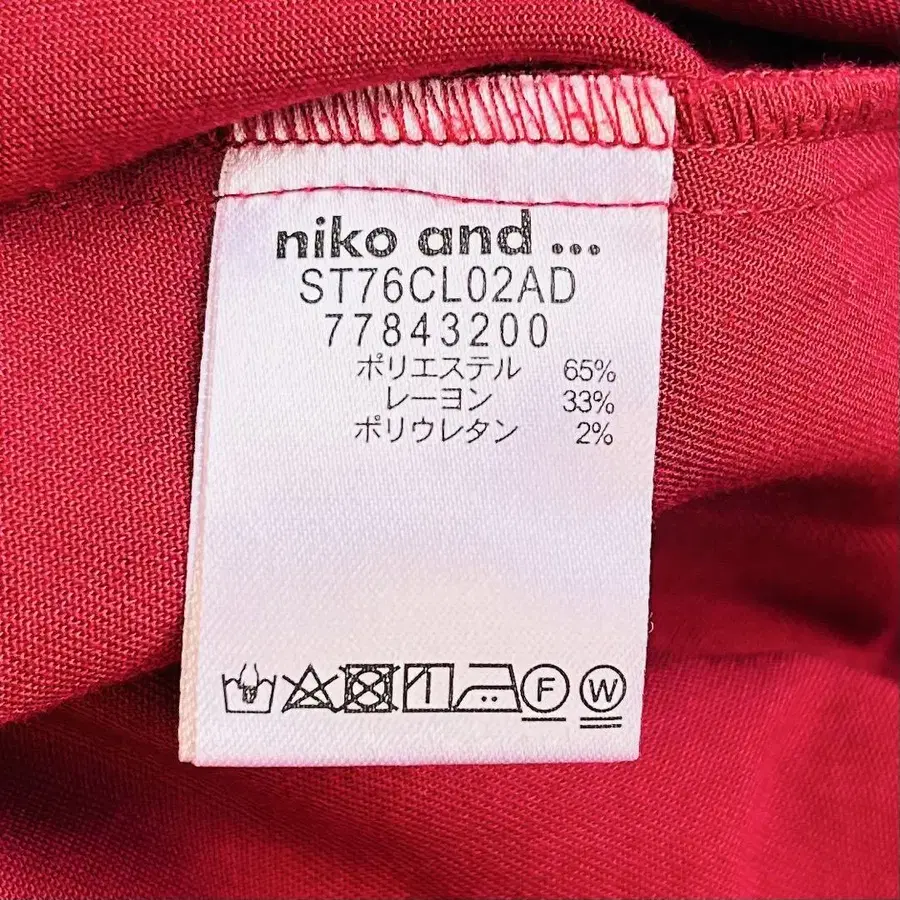 niko and ...
ST76CL02AD
77843200
ポリエステル 65%
レーヨン 33%
ポリウレタン 2%
F W